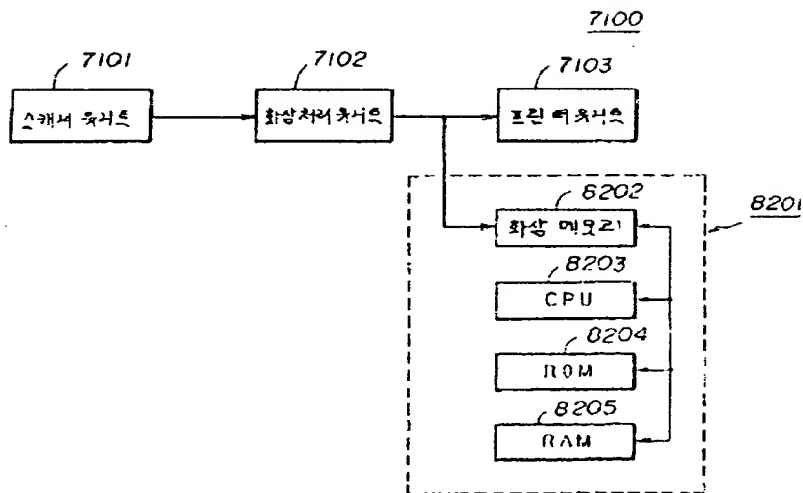 7100
7101
7102
7103
스캐너 유니트
화상처리 유니트
프린터 유니트
8202
8201
화상 메모리
8203
CPU
8204
ROM
8205
RAM